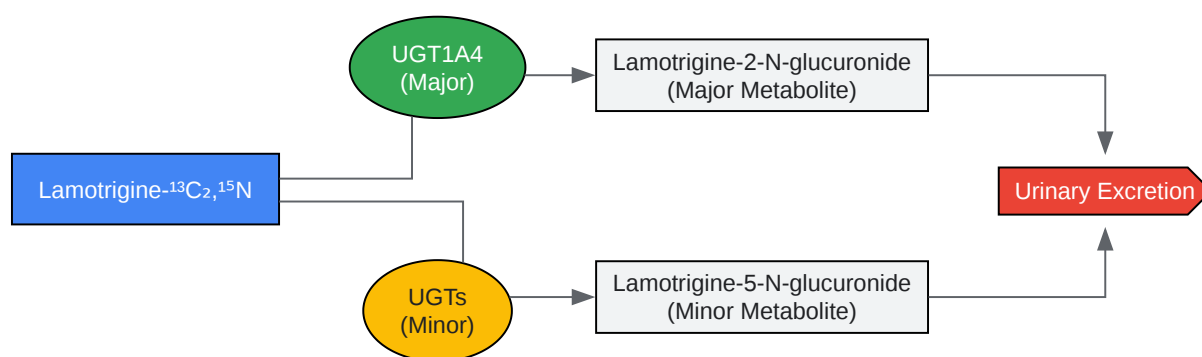 UGT1A4
(Major)
Lamotrigine-2-N-glucuronide
(Major Metabolite)
Lamotrigine-¹³C₂,¹⁵N
Urinary Excretion
UGTs
(Minor)
Lamotrigine-5-N-glucuronide
(Minor Metabolite)